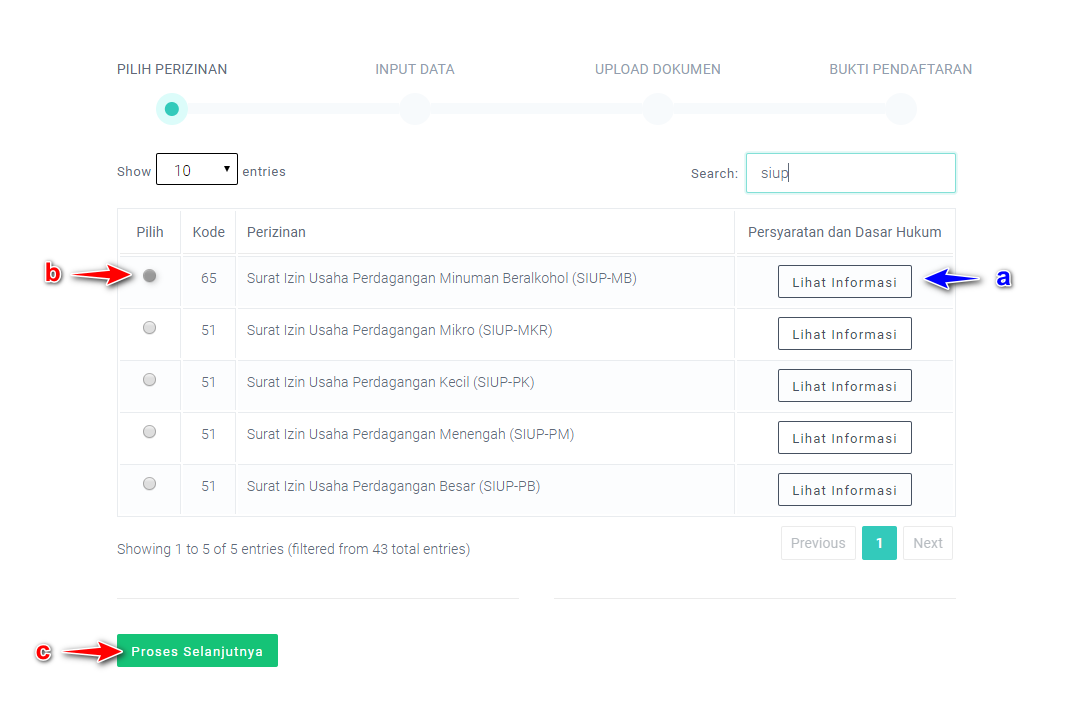 PILIH PERIZINAN INPUT DATA UPLOAD DOKUMEN BUKTI PENDAFTARAN
Show 10 entries Search: siup
Pilih Kode Perizinan Persyaratan dan Dasar Hukum
b 65 Surat Izin Usaha Perdagangan Minuman Beralkohol (SIUP-MB) Lihat Informasi a
51 Surat Izin Usaha Perdagangan Mikro (SIUP-MKR) Lihat Informasi
51 Surat Izin Usaha Perdagangan Kecil (SIUP-PK) Lihat Informasi
51 Surat Izin Usaha Perdagangan Menengah (SIUP-PM) Lihat Informasi
51 Surat Izin Usaha Perdagangan Besar (SIUP-PB) Lihat Informasi
Showing 1 to 5 of 5 entries (filtered from 43 total entries) Previous 1 Next
c Proses Selanjutnya